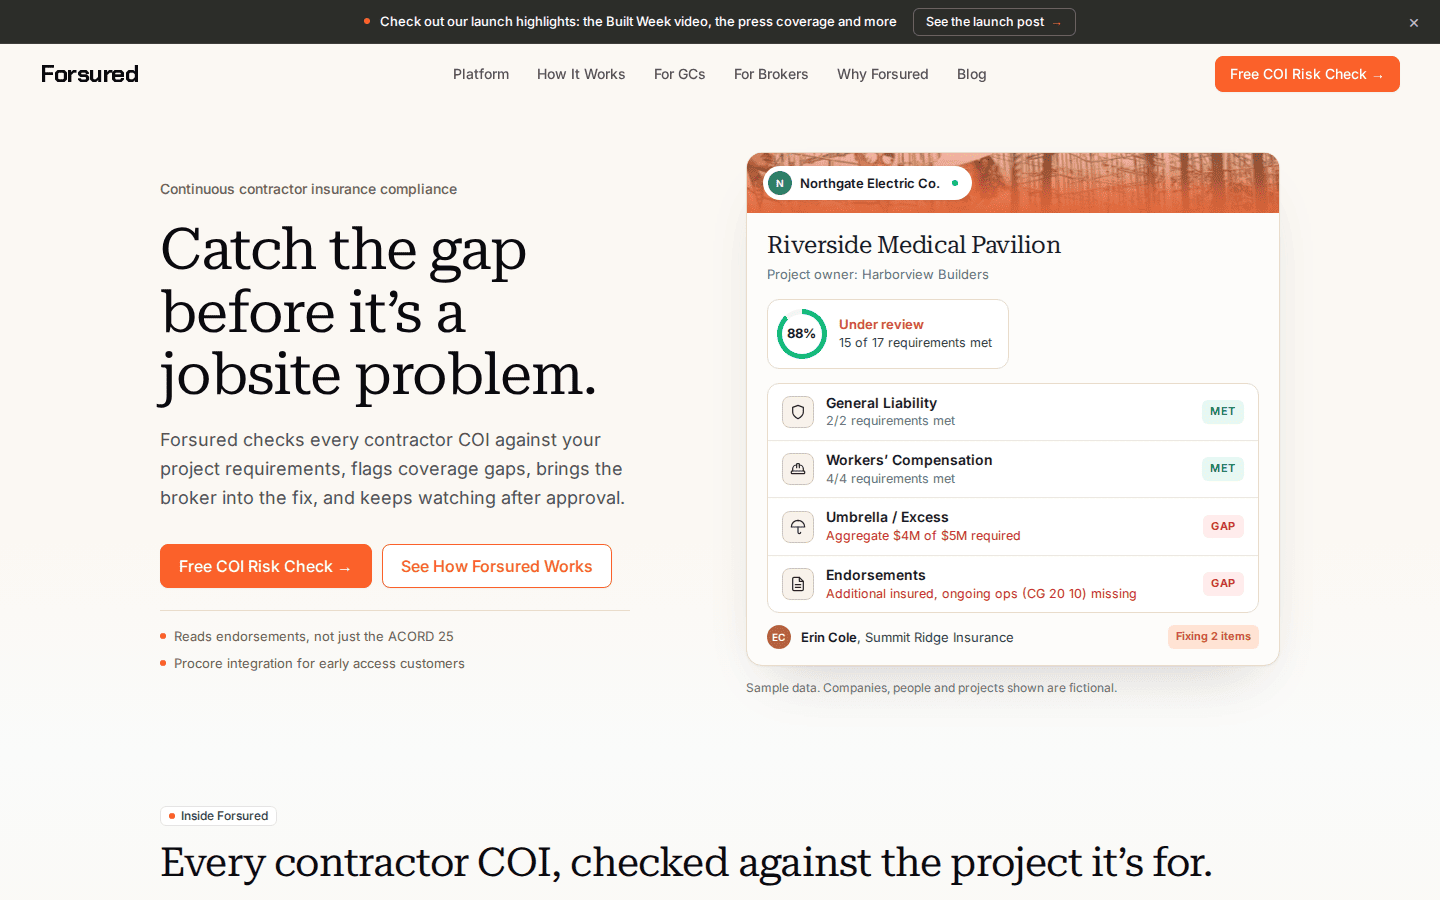 Check out our launch highlights: the Built Week video, the press coverage and more
See the launch post →
×
Forsured
Platform
How It Works
For GCs
For Brokers
Why Forsured
Blog
Free COI Risk Check →
Continuous contractor insurance compliance
Catch the gap
before it’s a
jobsite problem.
Forsured checks every contractor COI against your
project requirements, flags coverage gaps, brings the
broker into the fix, and keeps watching after approval.
Free COI Risk Check →
See How Forsured Works
Reads endorsements, not just the ACORD 25
Procore integration for early access customers
N
Northgate Electric Co.
Riverside Medical Pavilion
Project owner: Harborview Builders
88%
Under review
15 of 17 requirements met
General Liability
2/2 requirements met
MET
Workers’ Compensation
4/4 requirements met
MET
Umbrella / Excess
Aggregate $4M of $5M required
GAP
Endorsements
Additional insured, ongoing ops (CG 20 10) missing
GAP
EC
Erin Cole, Summit Ridge Insurance
Fixing 2 items
Sample data. Companies, people and projects shown are fictional.
Inside Forsured
Every contractor COI, checked against the project it’s for.